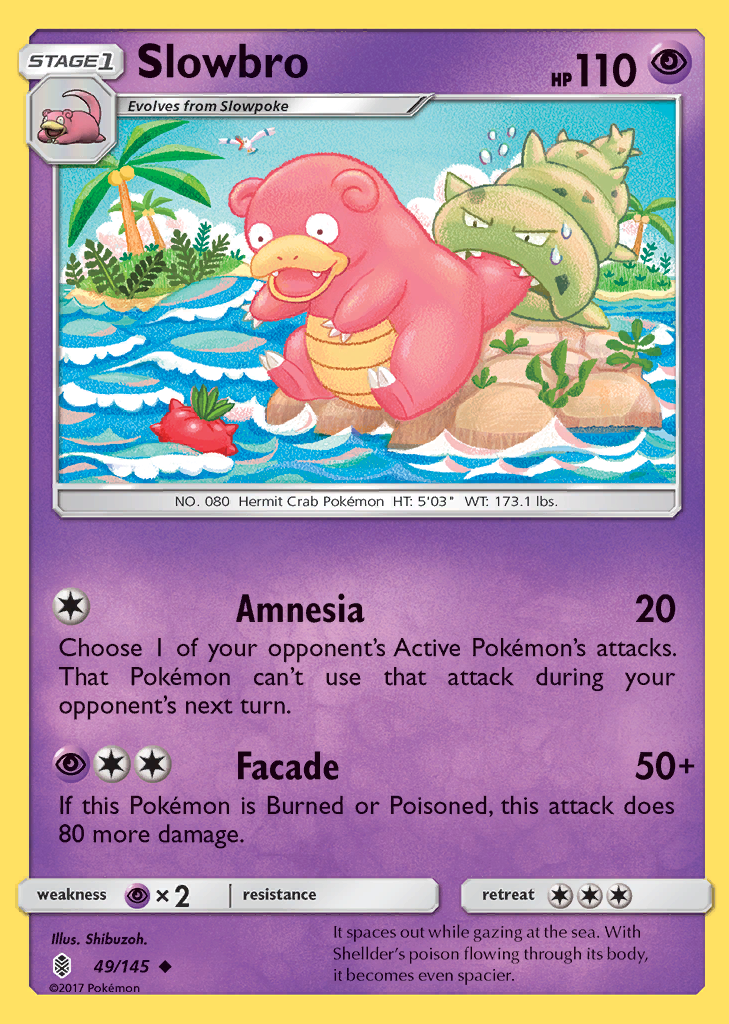 STAGE1
Slowbro
HP 110
Evolves from Slowpoke
NO. 080 Hermit Crab Pokémon HT: 5'03" WT: 173.1 lbs.
Amnesia 20
Choose 1 of your opponent's Active Pokémon's attacks.
That Pokémon can't use that attack during your
opponent's next turn.
Facade 50+
If this Pokémon is Burned or Poisoned, this attack does
80 more damage.
weakness ×2 resistance retreat
Illus. Shibuzoh.
49/145
©2017 Pokémon
It spaces out while gazing at the sea. With
Shellder's poison flowing through its body,
it becomes even spacier.